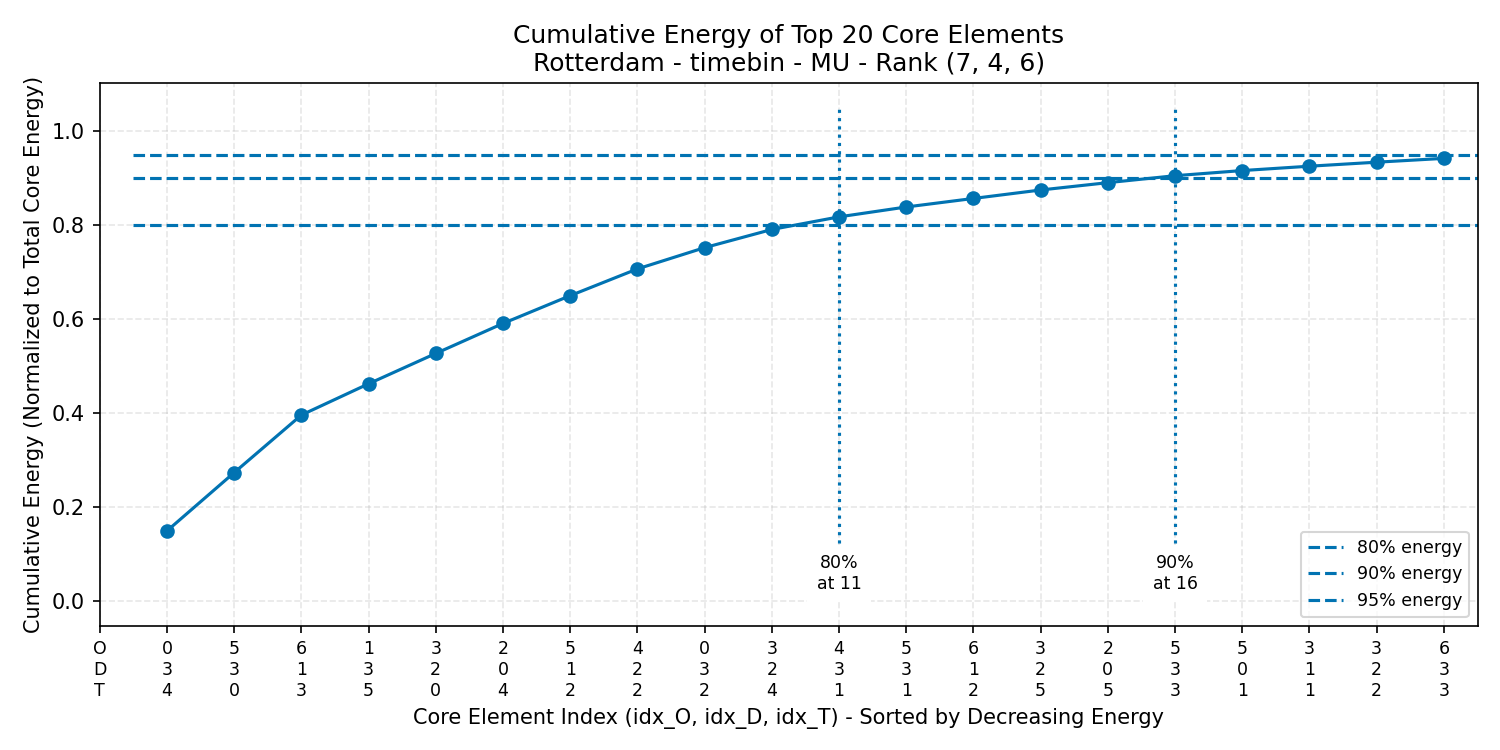 Cumulative Energy of Top 20 Core Elements
Rotterdam - timebin - MU - Rank (7, 4, 6)
Cumulative Energy (Normalized to Total Core Energy)
1.0
0.8
0.6
0.4
0.2
0.0
80%
at 11
90%
at 16
80% energy
90% energy
95% energy
O 0 5 6 1 3 2 5 4 0 3 4 5 6 3 2 5 5 3 3 6
D 3 3 1 3 2 0 1 2 3 2 3 3 1 2 0 3 0 1 2 3
T 4 0 3 5 0 4 2 2 2 4 1 1 2 5 5 3 1 1 2 3
Core Element Index (idx_O, idx_D, idx_T) - Sorted by Decreasing Energy